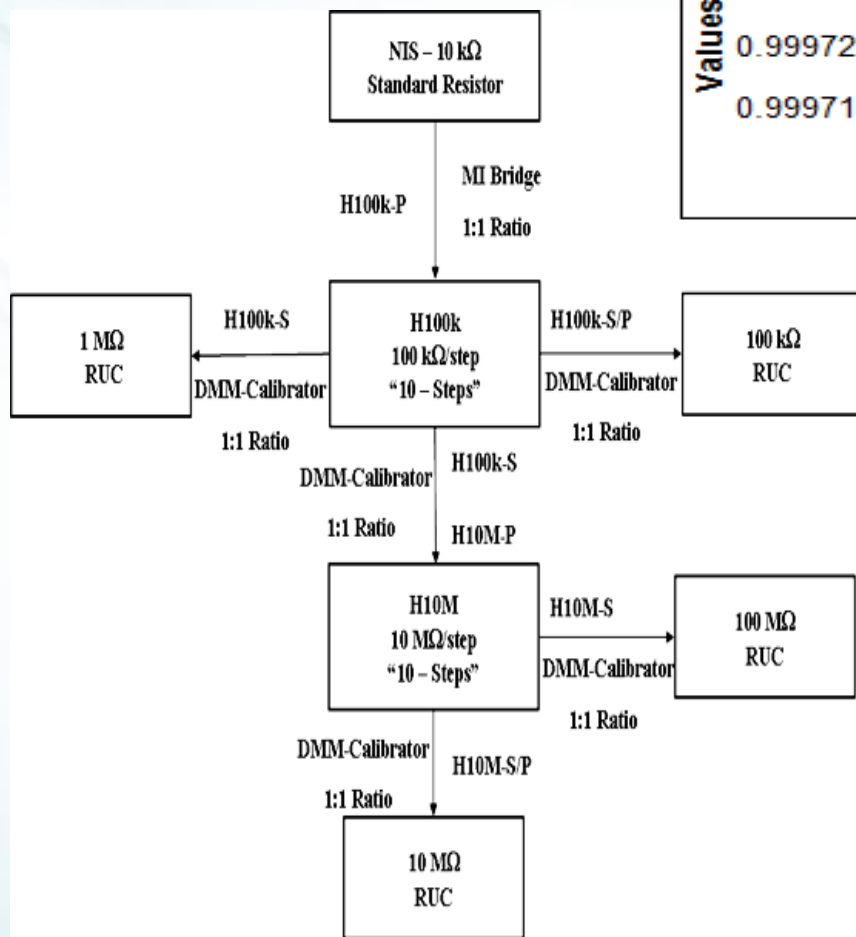 Values
0.99972
0.99971
NIS – 10 kΩ
Standard Resistor
H100k-P
MI Bridge
1:1 Ratio
1 MΩ
RUC
H100k-S
DMM-Calibrator
1:1 Ratio
H100k
100 kΩ/step
“10 – Steps”
H100k-S/P
DMM-Calibrator
1:1 Ratio
100 kΩ
RUC
DMM-Calibrator
1:1 Ratio
H100k-S
H10M-P
H10M
10 MΩ/step
“10 – Steps”
H10M-S
DMM-Calibrator
1:1 Ratio
100 MΩ
RUC
DMM-Calibrator
1:1 Ratio
H10M-S/P
10 MΩ
RUC